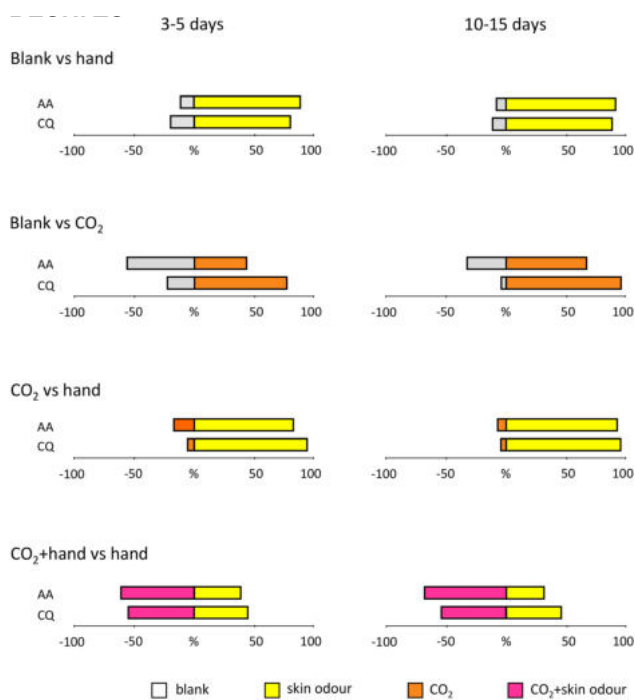 3-5 days 10-15 days
Blank vs hand
AA
CQ
-100 -50 % 50 100 -100 -50 % 50 100
Blank vs CO₂
AA
CQ
-100 -50 % 50 100 -100 -50 % 50 100
CO₂ vs hand
AA
CQ
-100 -50 % 50 100 -100 -50 % 50 100
CO₂+hand vs hand
AA
CQ
-100 -50 % 50 100 -100 -50 % 50 100
blank skin odour CO₂ CO₂+skin odour